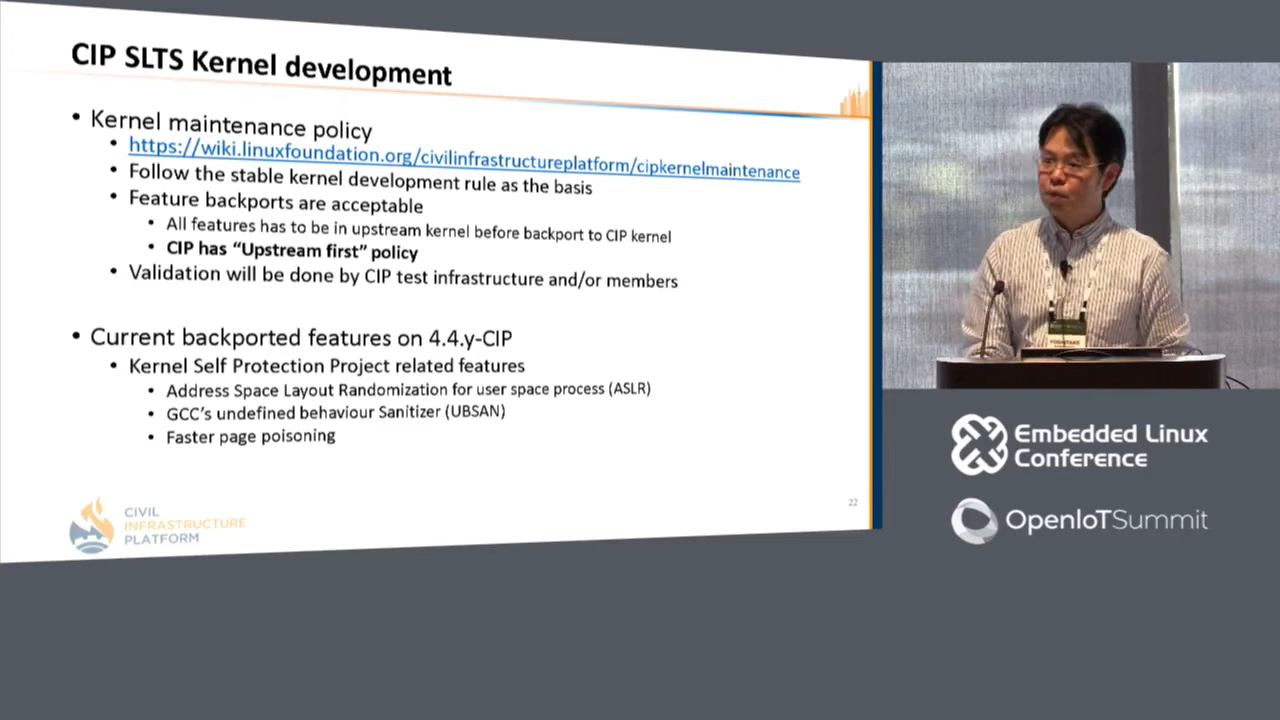 CIP SLTS Kernel development
• Kernel maintenance policy
• https://wiki.linuxfoundation.org/civilinfrastructureplatform/cipkernelmaintenance
• Follow the stable kernel development rule as the basis
• Feature backports are acceptable
• All features has to be in upstream kernel before backport to CIP kernel
• CIP has “Upstream first” policy
• Validation will be done by CIP test infrastructure and/or members
• Current backported features on 4.4.y-CIP
• Kernel Self Protection Project related features
• Address Space Layout Randomization for user space process (ASLR)
• GCC’s undefined behaviour Sanitizer (UBSAN)
• Faster page poisoning
CIVIL
INFRASTRUCTURE
PLATFORM
22
YOSHITAKE
Embedded Linux
Conference
OpenIoTSummit